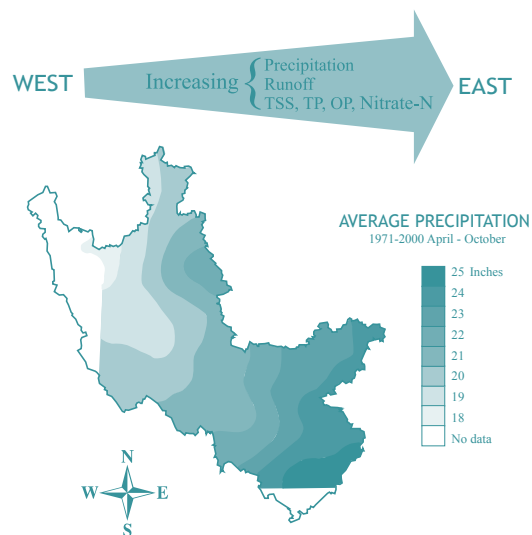 WEST
Increasing { Precipitation
Runoff
TSS, TP, OP, Nitrate-N
EAST
AVERAGE PRECIPITATION
1971-2000 April - October
25 Inches
24
23
22
21
20
19
18
No data
N
W E
S